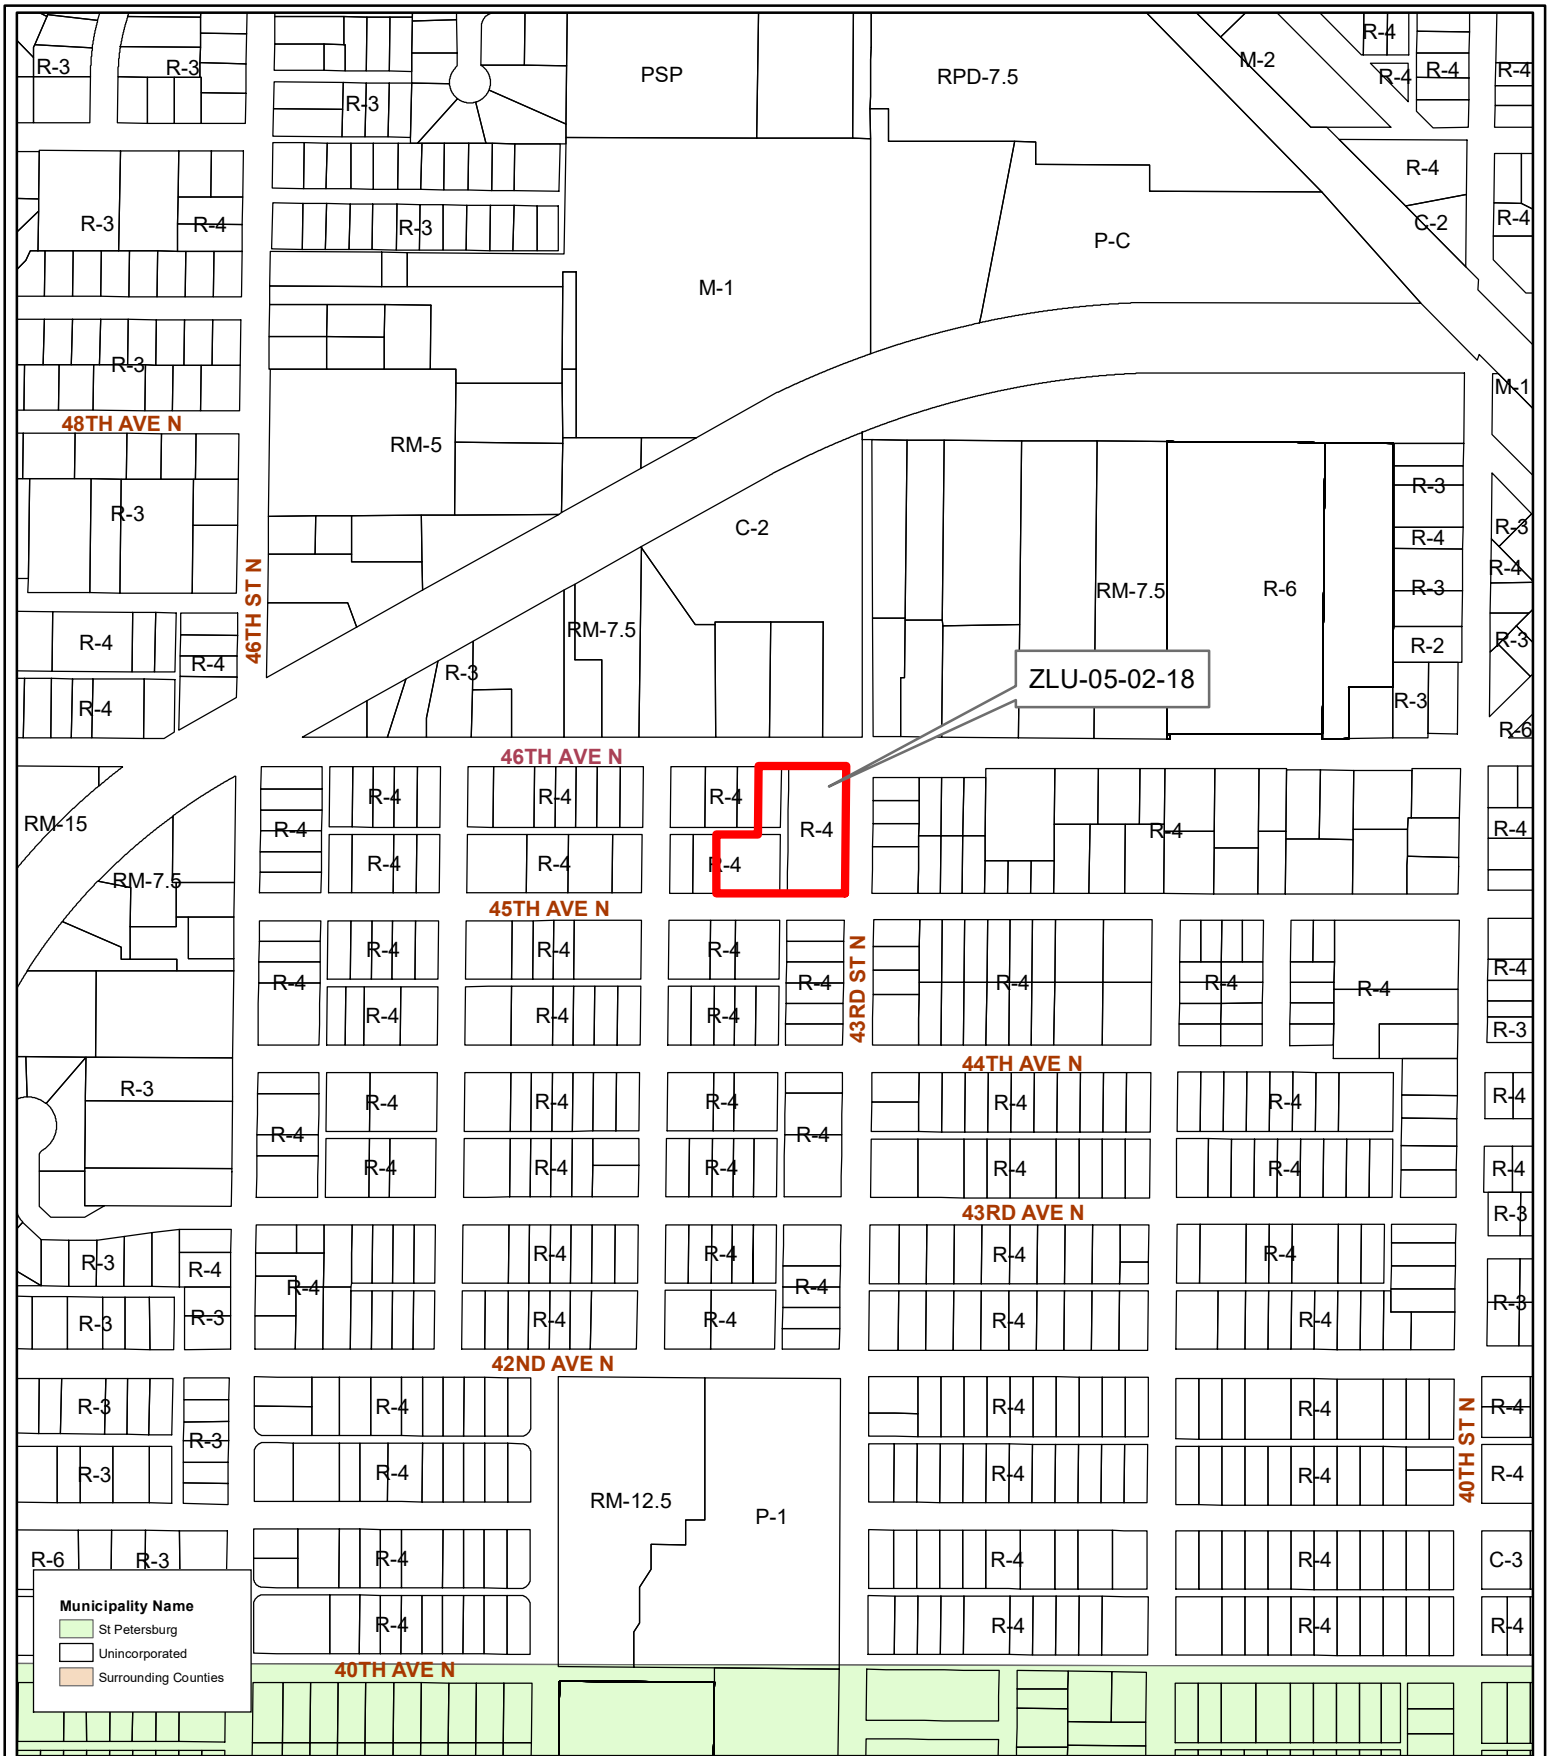 R-4
M-2
R-3
R-3
PSP
RPD-7.5
R-4
R-4
R-4
R-3
R-4
C-2
R-4
R-3
R-4
R-3
P-C
M-1
R-3
M-1
48TH AVE N
RM-5
R-3
R-3
C-2
R-3
R-4
R-4
46TH ST N
RM-7.5
R-6
R-3
R-4
RM-7.5
R-3
R-2
R-4
R-3
ZLU-05-02-18
R-4
R-3
R-6
46TH AVE N
R-4
R-4
R-4
RM-15
R-4
R-4
R-4
R-4
R-4
R-4
R-4
RM-7.5
45TH AVE N
R-4
R-4
R-4
43RD ST N
R-4
R-4
R-4
R-4
R-4
R-4
R-4
R-4
R-4
R-3
44TH AVE N
R-3
R-4
R-4
R-4
R-4
R-4
R-4
R-4
R-4
R-4
R-4
R-4
R-4
R-4
R-4
43RD AVE N
R-3
R-3
R-4
R-4
R-4
R-4
R-4
R-4
R-4
R-4
R-3
R-3
R-3
R-4
R-4
R-4
R-4
42ND AVE N
R-3
R-4
R-4
R-4
R-4
40TH ST N
R-3
R-3
R-4
R-4
R-4
R-4
RM-12.5
P-1
R-6
R-3
R-4
R-4
R-4
C-3
R-4
R-4
R-4
R-4
Municipality Name
St Petersburg
Unincorporated
Surrounding Counties
40TH AVE N